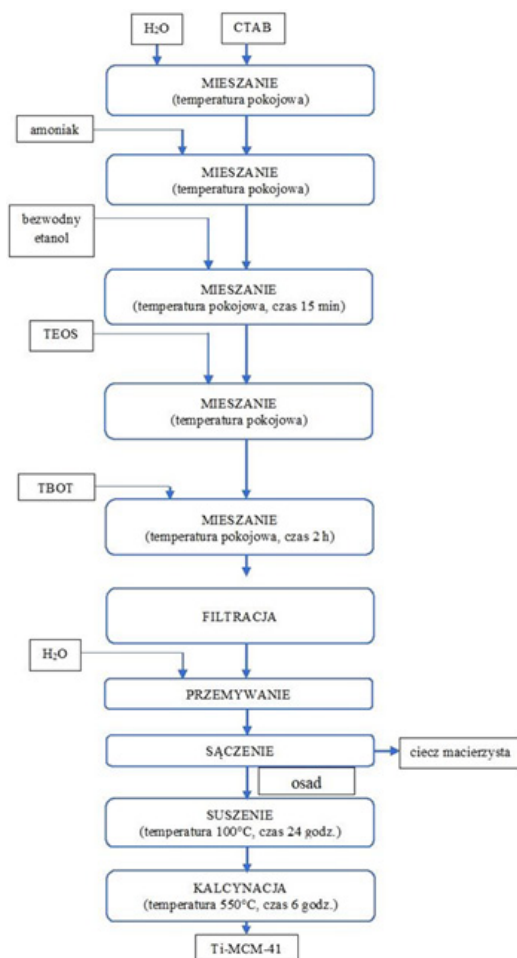 H₂O
CTAB
MIESZANIE
(temperatura pokojowa)
amoniak
MIESZANIE
(temperatura pokojowa)
bezwodny
etanol
MIESZANIE
(temperatura pokojowa, czas 15 min)
TEOS
MIESZANIE
(temperatura pokojowa)
TBOT
MIESZANIE
(temperatura pokojowa, czas 2 h)
FILTRACJA
H₂O
PRZEMYWANIE
SĄCZENIE
ciecz macierzysta
osad
SUSZENIE
(temperatura 100°C, czas 24 godz.)
KALCYNACJA
(temperatura 550°C, czas 6 godz.)
Ti-MCM-41